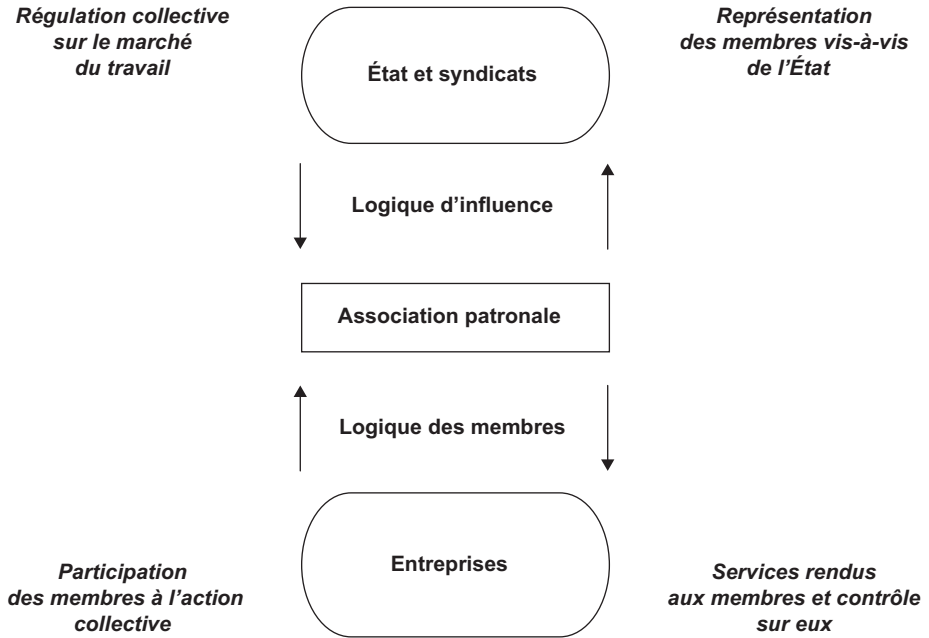 Régulation collective
sur le marché
du travail
État et syndicats
Représentation
des membres vis-à-vis
de l’État
Logique d’influence
Association patronale
Logique des membres
Entreprises
Participation
des membres à l’action
collective
Services rendus
aux membres et contrôle
sur eux